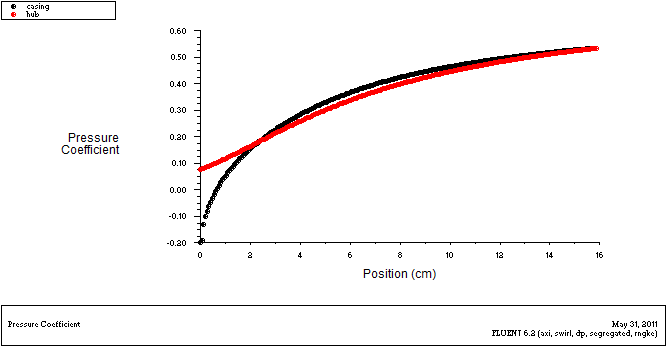 casing
hub
0.60
0.50
0.40
0.30
0.20
0.10
0.00
-0.10
-0.20
Pressure
Coefficient
0 2 4 6 8 10 12 14 16
Position (cm)
Pressure Coefficient
May 31, 2011
FLUENT 6.2 (axi, swirl, dp, segregated, rngke)